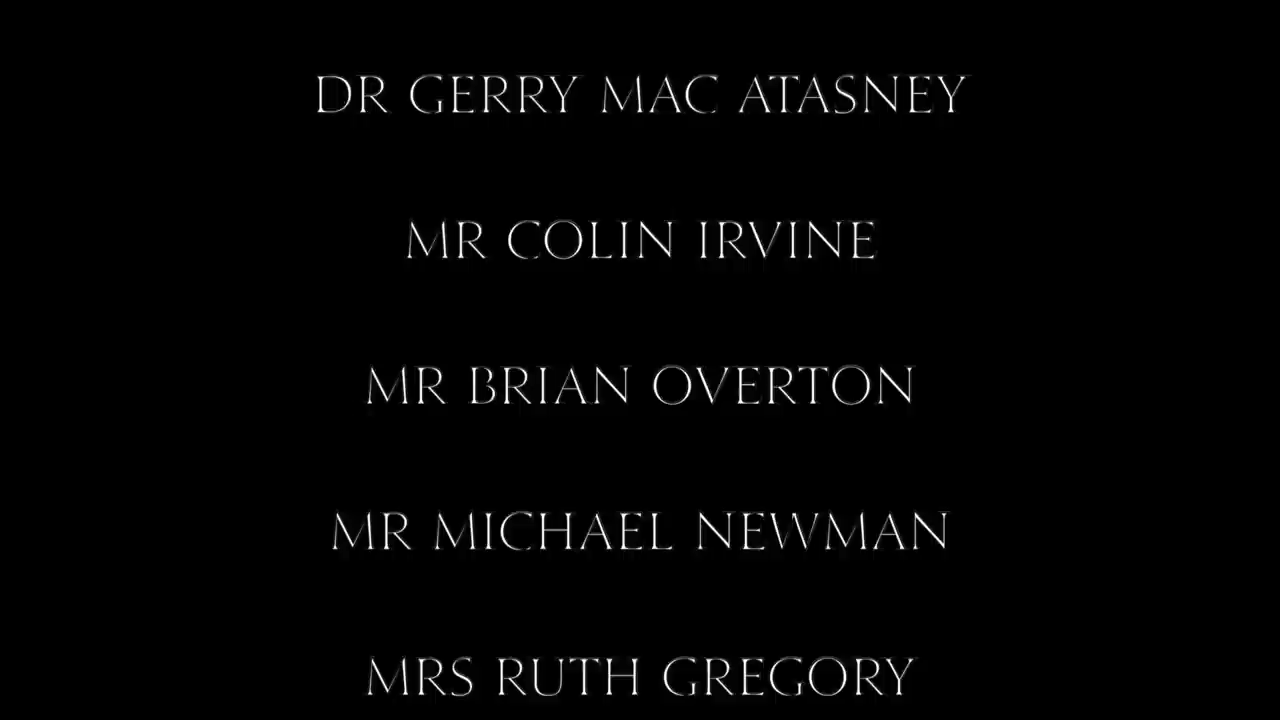 DR GERRY MAC ATASNEY
MR COLIN IRVINE
MR BRIAN OVERTON
MR MICHAEL NEWMAN
MRS RUTH GREGORY